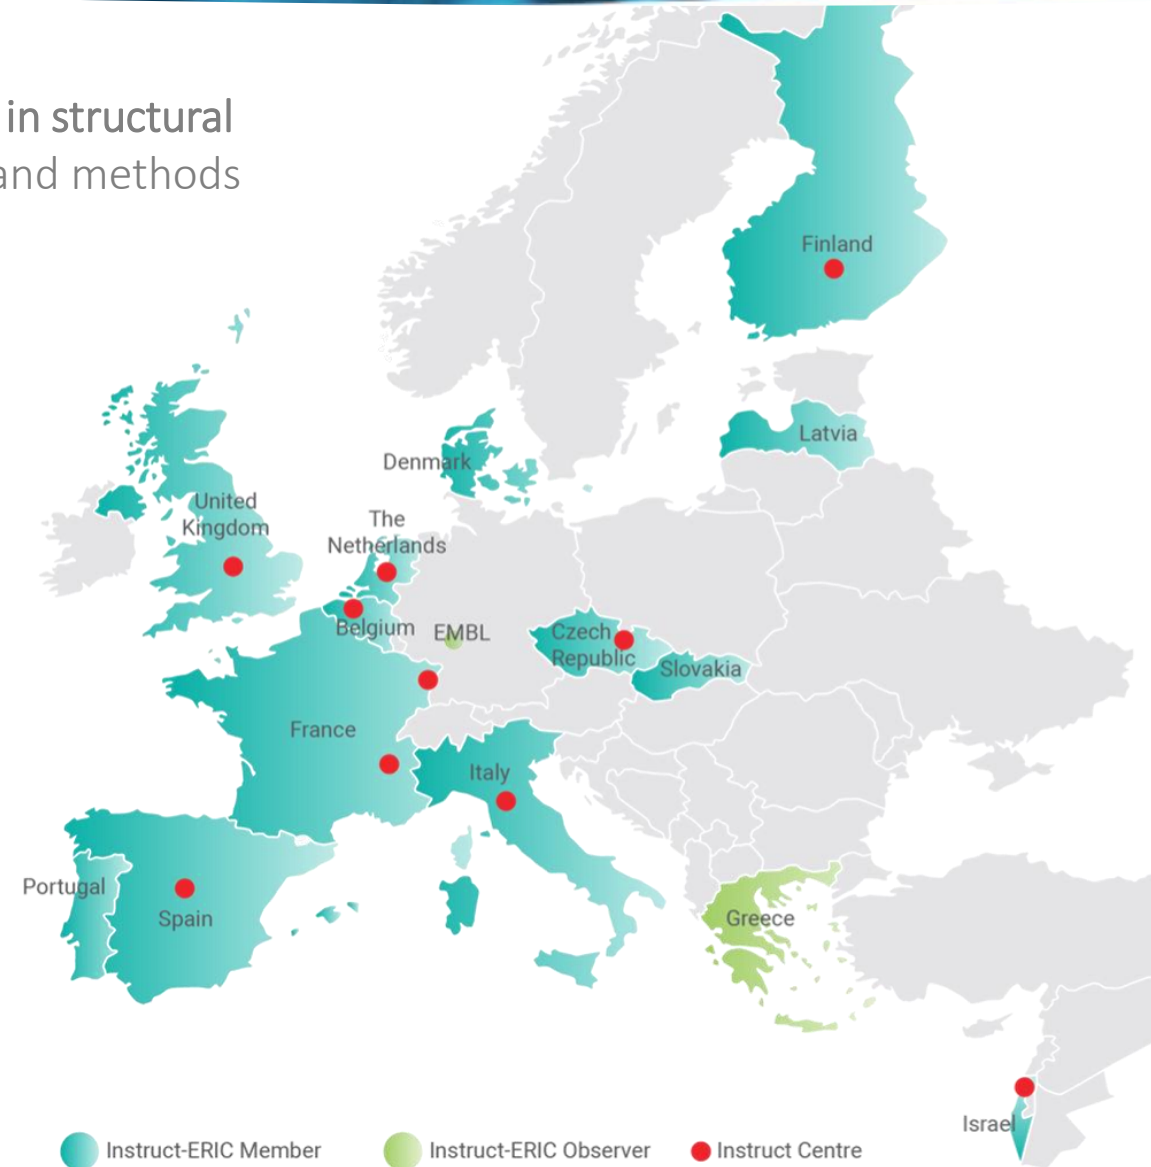 in structural
and methods
Finland
Latvia
Denmark
United
Kingdom
The
Netherlands
Belgium
EMBL
Czech
Republic
Slovakia
France
Italy
Portugal
Spain
Greece
Israel
Instruct-ERIC Member
Instruct-ERIC Observer
Instruct Centre